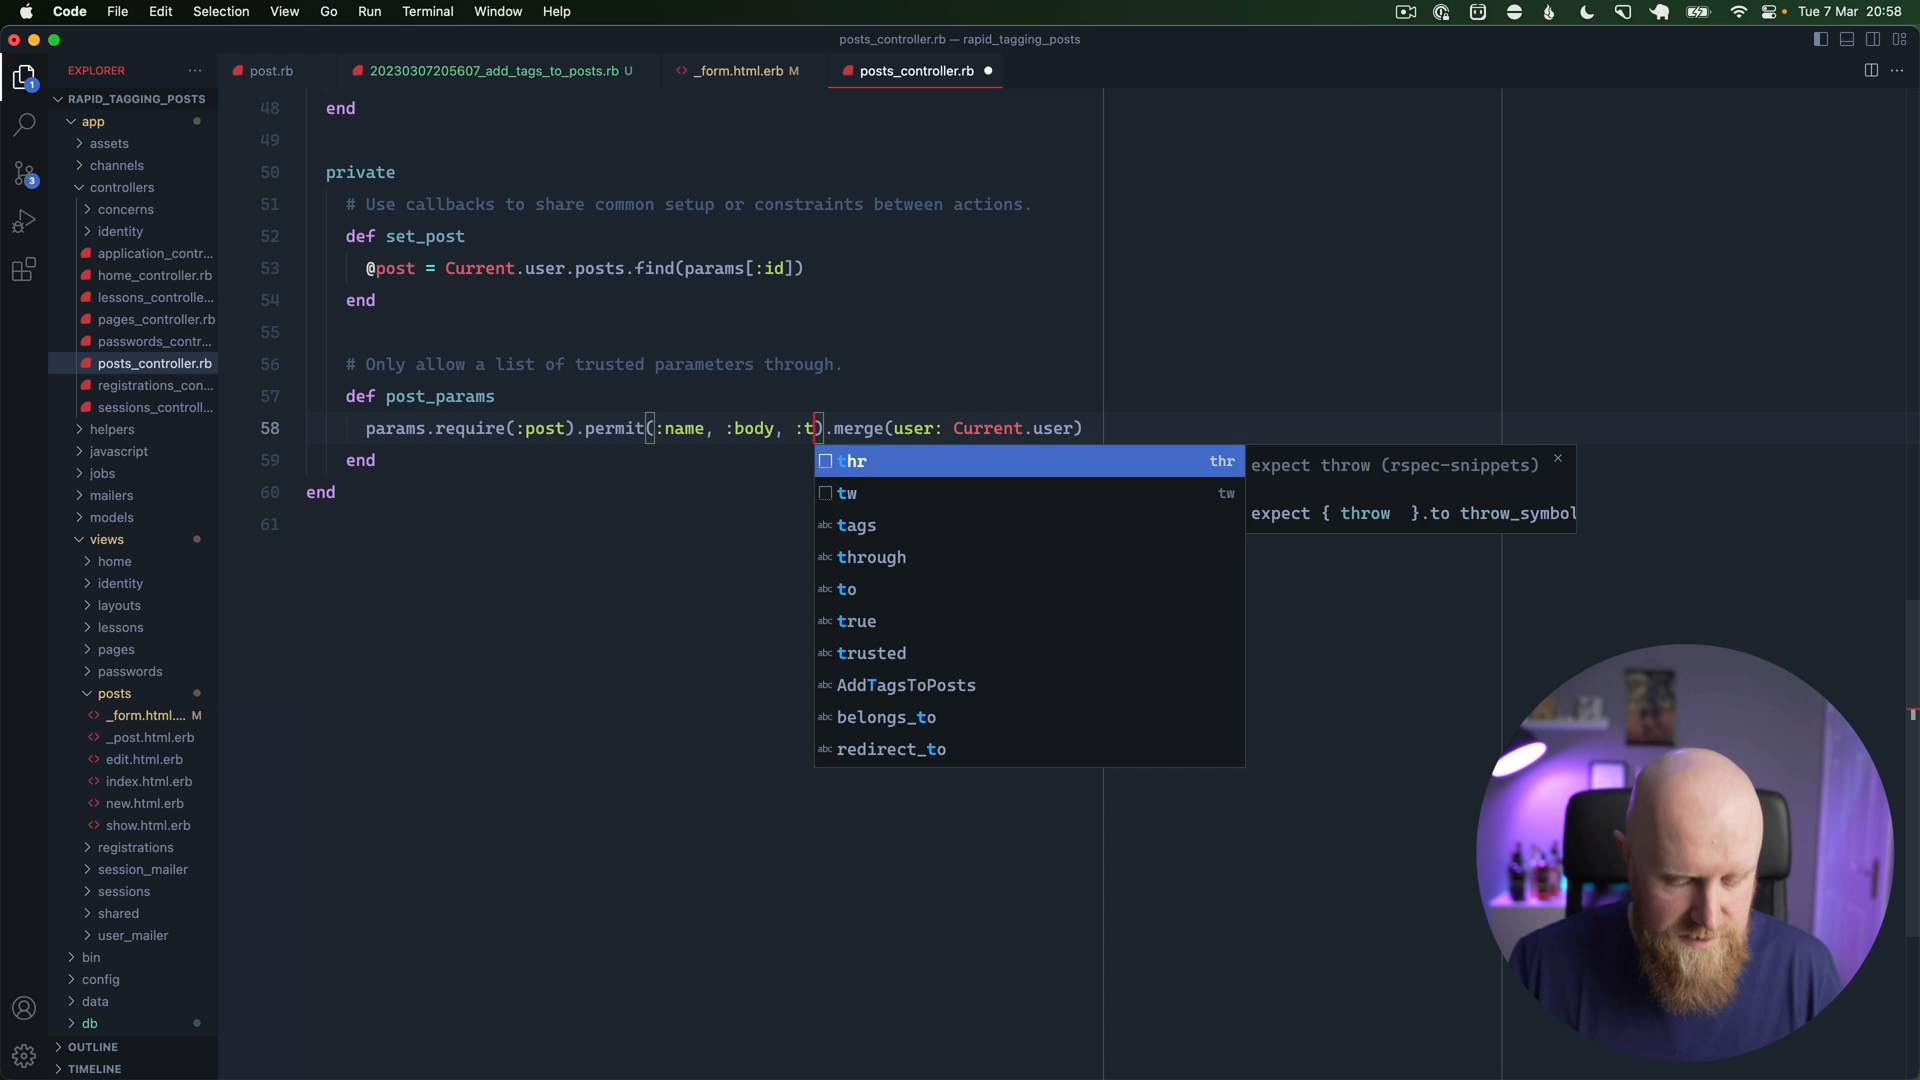 Code File Edit Selection View Go Run Terminal Window Help Tue 7 Mar 20:58
posts_controller.rb — rapid_tagging_posts
EXPLORER
post.rb 20230307205607_add_tags_to_posts.rb U _form.html.erb M posts_controller.rb
RAPID_TAGGING_POSTS
app
assets
channels
controllers
concerns
identity
application_contr...
home_controller.rb
lessons_controlle...
pages_controller.rb
passwords_contr...
posts_controller.rb
registrations_con...
sessions_controll...
helpers
javascript
jobs
mailers
models
views
home
identity
layouts
lessons
pages
passwords
posts
_form.html.... M
_post.html.erb
edit.html.erb
index.html.erb
new.html.erb
show.html.erb
registrations
session_mailer
sessions
shared
user_mailer
bin
config
data
db
OUTLINE
TIMELINE
1
3
48 end
49
50 private
51 # Use callbacks to share common setup or constraints between actions.
52 def set_post
53 @post = Current.user.posts.find(params[:id])
54 end
55
56 # Only allow a list of trusted parameters through.
57 def post_params
58 params.require(:post).permit(:name, :body, :t).merge(user: Current.user)
59 end
60 end
61
thr thr
tw tw
abc tags
abc through
abc to
abc true
abc trusted
abc AddTagsToPosts
abc belongs_to
abc redirect_to
expect throw (rspec-snippets)
expect { throw }.to throw_symbol